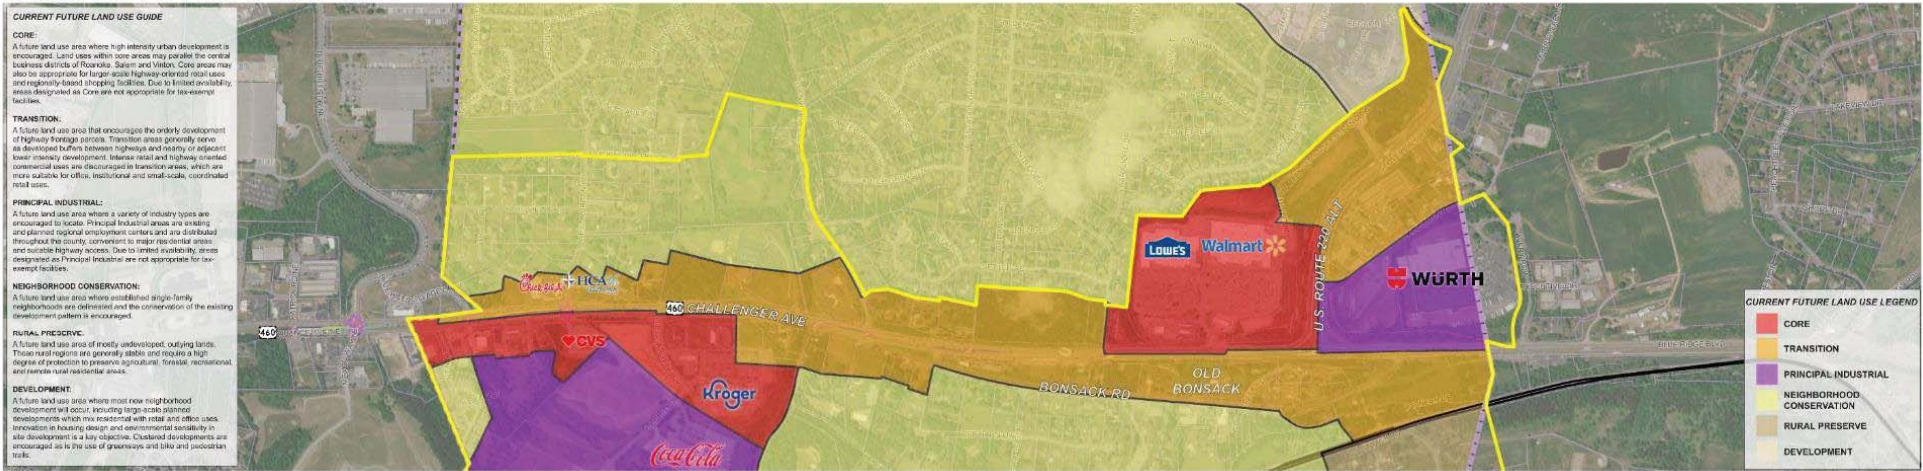 CURRENT FUTURE LAND USE GUIDE
CORE:
A future land use area where high intensity urban development is
encouraged. Land uses within core areas may parallel the central
business districts of Roanoke, Salem and Vinton. Core areas may
also be appropriate for larger-scale highway-oriented retail uses
and regionally-based shopping facilities. Due to limited availability,
areas designated as Core are not appropriate for tax-exempt
facilities.
TRANSITION:
A future land use area that encourages the orderly development
of highway frontage parcels. Transition areas generally serve
as developed buffers between highways and nearby or adjacent
lower intensity development. Intense retail and highway oriented
commercial uses are discouraged in transition areas, which are
more suitable for office, institutional and small-scale, coordinated
retail uses.
PRINCIPAL INDUSTRIAL:
A future land use area where a variety of industry types are
encouraged to locate. Principal Industrial areas are existing
and planned regional employment centers and are distributed
throughout the county, convenient to major residential areas
and suitable highway access. Due to limited availability, areas
designated as Principal Industrial are not appropriate for tax-
exempt facilities.
NEIGHBORHOOD CONSERVATION:
A future land use area where established single-family
neighborhoods are delineated and the conservation of the existing
development pattern is encouraged.
RURAL PRESERVE:
A future land use area of mostly undeveloped, outlying lands.
These rural regions are generally stable and require a high
degree of protection to preserve agricultural, forestal, recreational,
and remote rural residential areas.
DEVELOPMENT:
A future land use area where most new neighborhood
development will occur, including large-scale planned
developments which mix residential with retail and office uses.
Innovation in housing design and environmental sensitivity in
site development is a key objective. Clustered developments are
encouraged as is the use of greenways and bike and pedestrian
trails.
460
Chick-fil-A
HCA
460 CHALLENGER AVE
CVS
Kroger
Coca-Cola
LOWE'S
Walmart
U.S. ROUTE 220 ALT
WÜRTH
BONSACK RD
OLD
BONSACK
CURRENT FUTURE LAND USE LEGEND
CORE
TRANSITION
PRINCIPAL INDUSTRIAL
NEIGHBORHOOD
CONSERVATION
RURAL PRESERVE
DEVELOPMENT